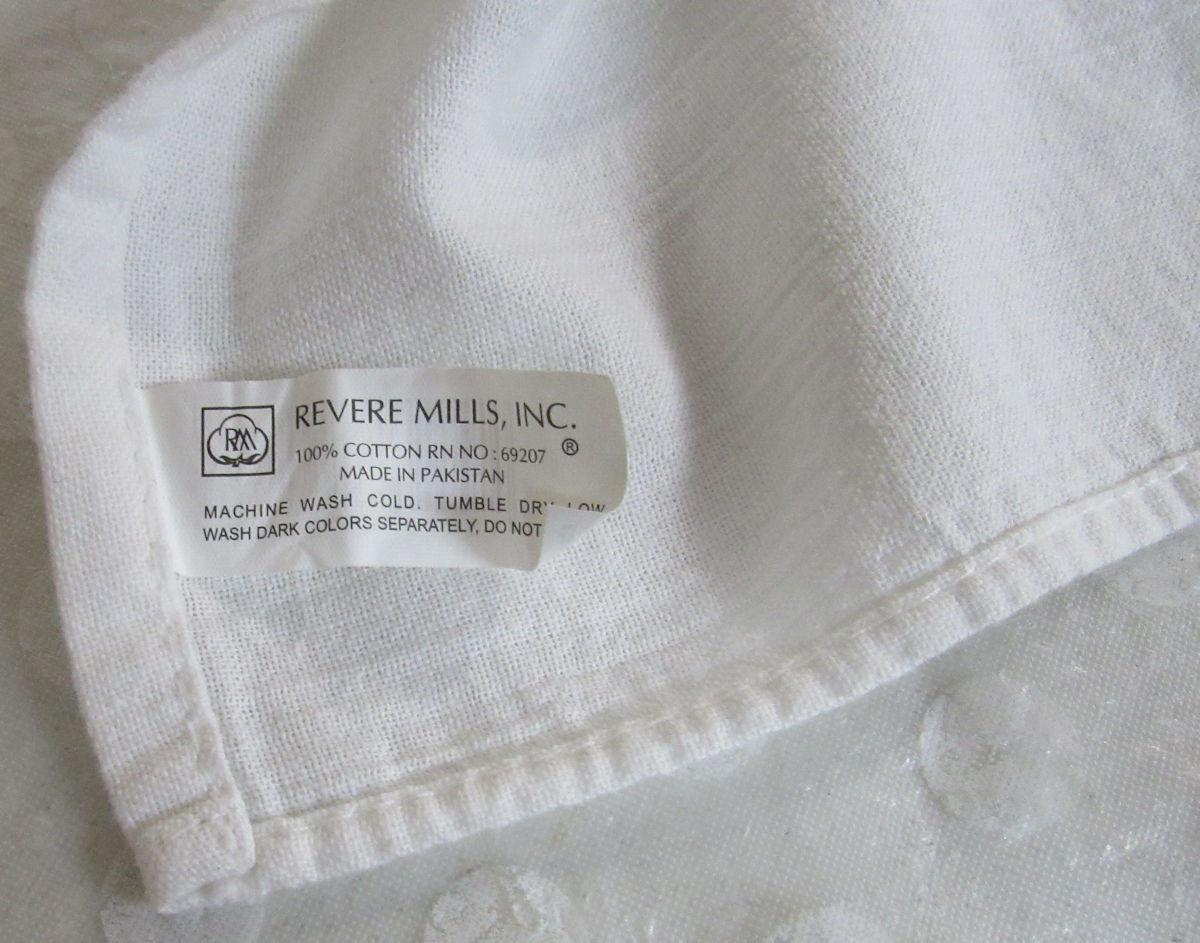 RM
REVERE MILLS, INC.
100% COTTON RN NO : 69207 ®
MADE IN PAKISTAN
MACHINE WASH COLD. TUMBLE DRY LOW
WASH DARK COLORS SEPARATELY, DO NOT